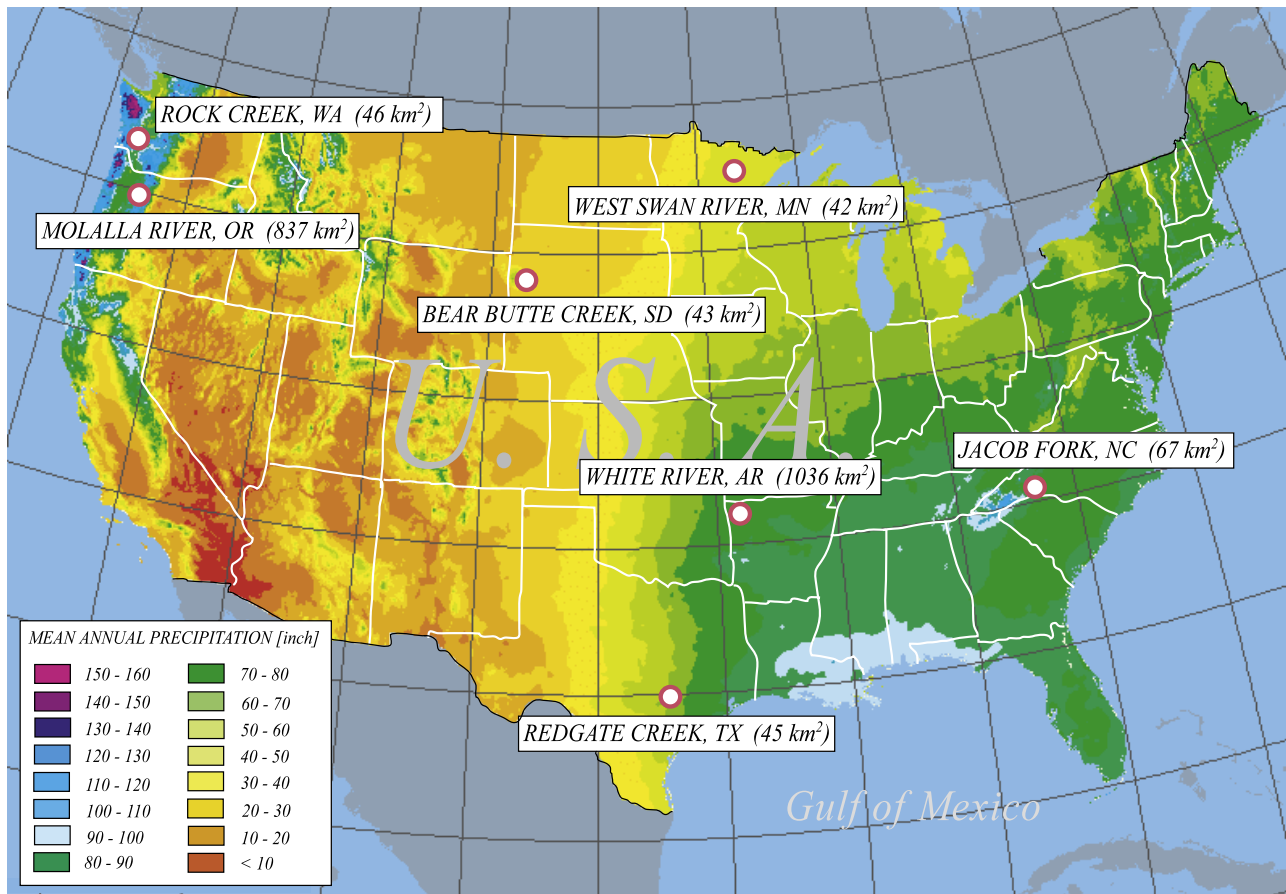 ROCK CREEK, WA (46 km²)
WEST SWAN RIVER, MN (42 km²)
MOLALLA RIVER, OR (837 km²)
BEAR BUTTE CREEK, SD (43 km²)
U. S. A.
JACOB FORK, NC (67 km²)
WHITE RIVER, AR (1036 km²)
REDGATE CREEK, TX (45 km²)
Gulf of Mexico
MEAN ANNUAL PRECIPITATION [inch]
150 - 160
140 - 150
130 - 140
120 - 130
110 - 120
100 - 110
90 - 100
80 - 90
70 - 80
60 - 70
50 - 60
40 - 50
30 - 40
20 - 30
10 - 20
< 10